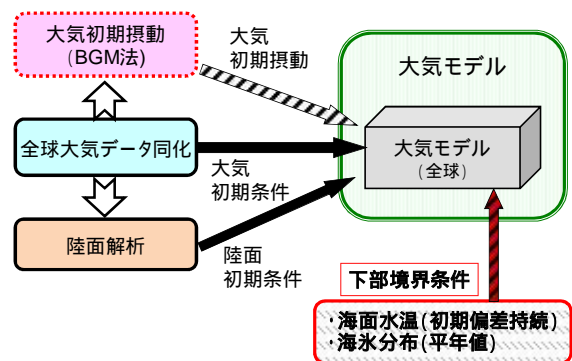 大気初期摂動
(BGM法)
大気
初期摂動
大気モデル
全球大気データ同化
大気モデル
(全球)
大気
初期条件
陸面解析
陸面
初期条件
下部境界条件
・海面水温(初期偏差持続)
・海氷分布(平年値)